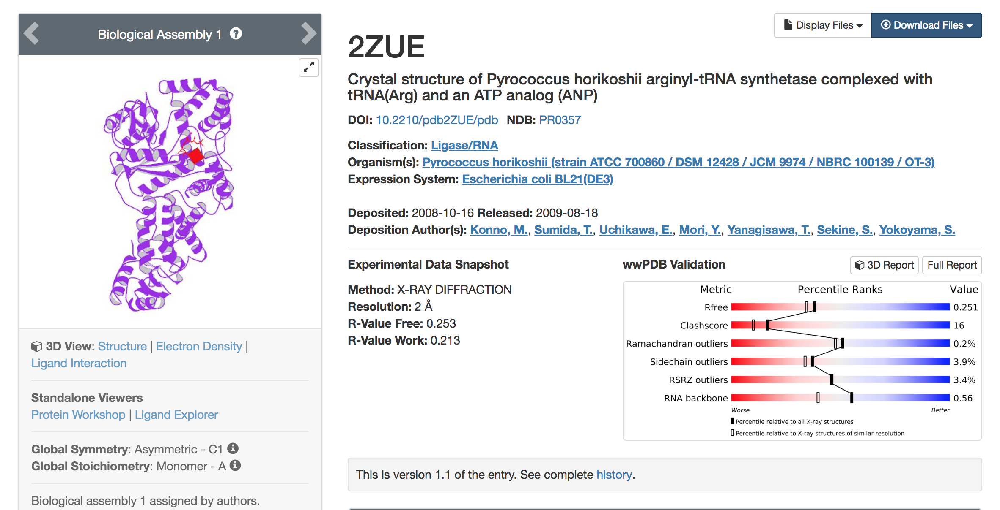 Biological Assembly 1
3D View: Structure | Electron Density |
Ligand Interaction
Standalone Viewers
Protein Workshop | Ligand Explorer
Global Symmetry: Asymmetric - C1
Global Stoichiometry: Monomer - A
Biological assembly 1 assigned by authors.
Display Files
Download Files
2ZUE
Crystal structure of Pyrococcus horikoshii arginyl-tRNA synthetase complexed with
tRNA(Arg) and an ATP analog (ANP)
DOI: 10.2210/pdb2ZUE/pdb NDB: PR0357
Classification: Ligase/RNA
Organism(s): Pyrococcus horikoshii (strain ATCC 700860 / DSM 12428 / JCM 9974 / NBRC 100139 / OT-3)
Expression System: Escherichia coli BL21(DE3)
Deposited: 2008-10-16 Released: 2009-08-18
Deposition Author(s): Konno, M., Sumida, T., Uchikawa, E., Mori, Y., Yanagisawa, T., Sekine, S., Yokoyama, S.
Experimental Data Snapshot
Method: X-RAY DIFFRACTION
Resolution: 2 Å
R-Value Free: 0.253
R-Value Work: 0.213
wwPDB Validation
3D Report
Full Report
Metric Percentile Ranks Value
Rfree 0.251
Clashscore 16
Ramachandran outliers 0.2%
Sidechain outliers 3.9%
RSRZ outliers 3.4%
RNA backbone 0.56
Worse Better
Percentile relative to all X-ray structures
Percentile relative to X-ray structures of similar resolution
This is version 1.1 of the entry. See complete history.